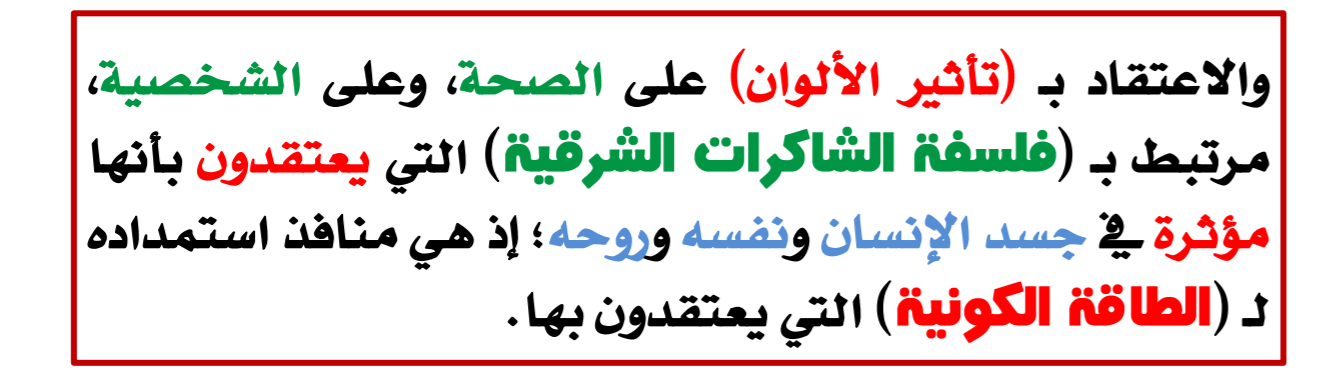 والاعتقاد بـ (تأثير الألوان) على الصحة، وعلى الشخصية،
مرتبط بـ (فلسفة الشاكرات الشرقية) التي يعتقدون بأنها
مؤثرة في جسد الإنسان ونفسه وروحه؛ إذ هي منافذ استمداده
لـ (الطاقة الكونية) التي يعتقدون بها.